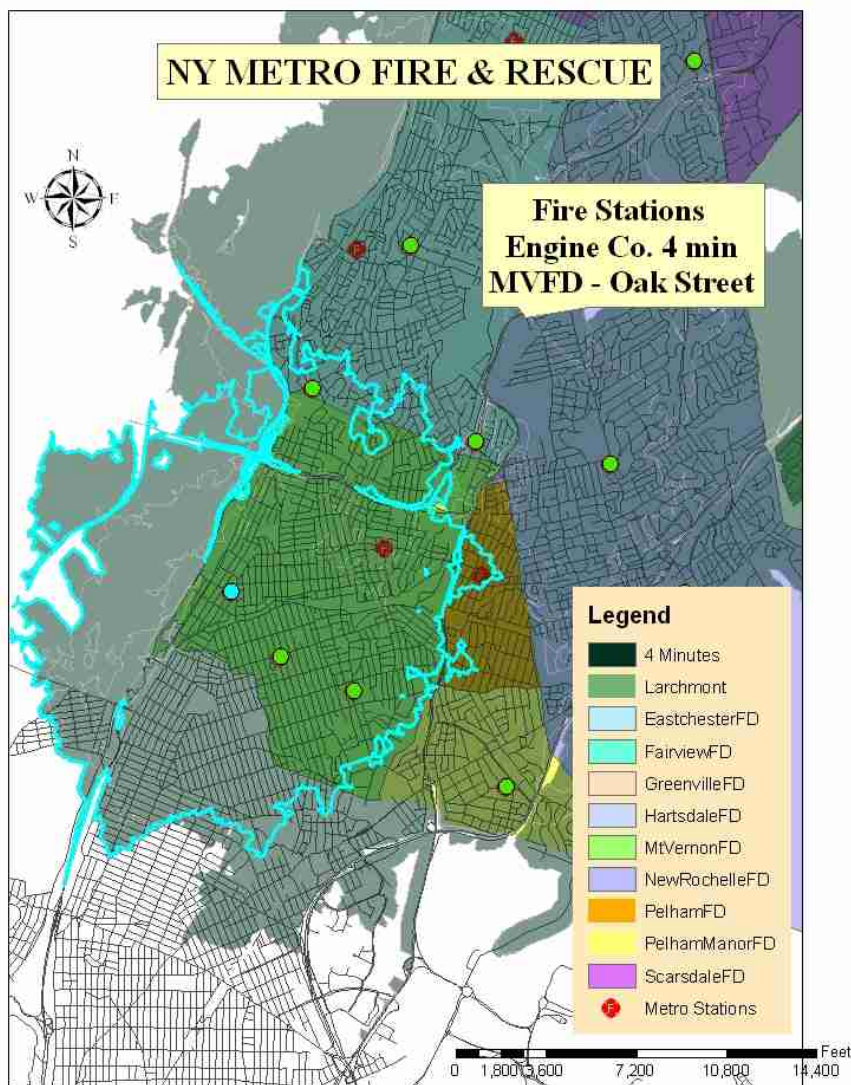 NY METRO FIRE & RESCUE
N
W
S
Fire Stations
Engine Co. 4 min
MVFD - Oak Street
Legend
4 Minutes
Larchmont
EastchesterFD
FairviewFD
GreenvilleFD
HartsdaleFD
MtVernonFD
NewRochelleFD
PelhamFD
PelhamManorFD
ScarsdaleFD
F Metro Stations
Feet
0 1,800 3,600 7,200 10,800 14,400